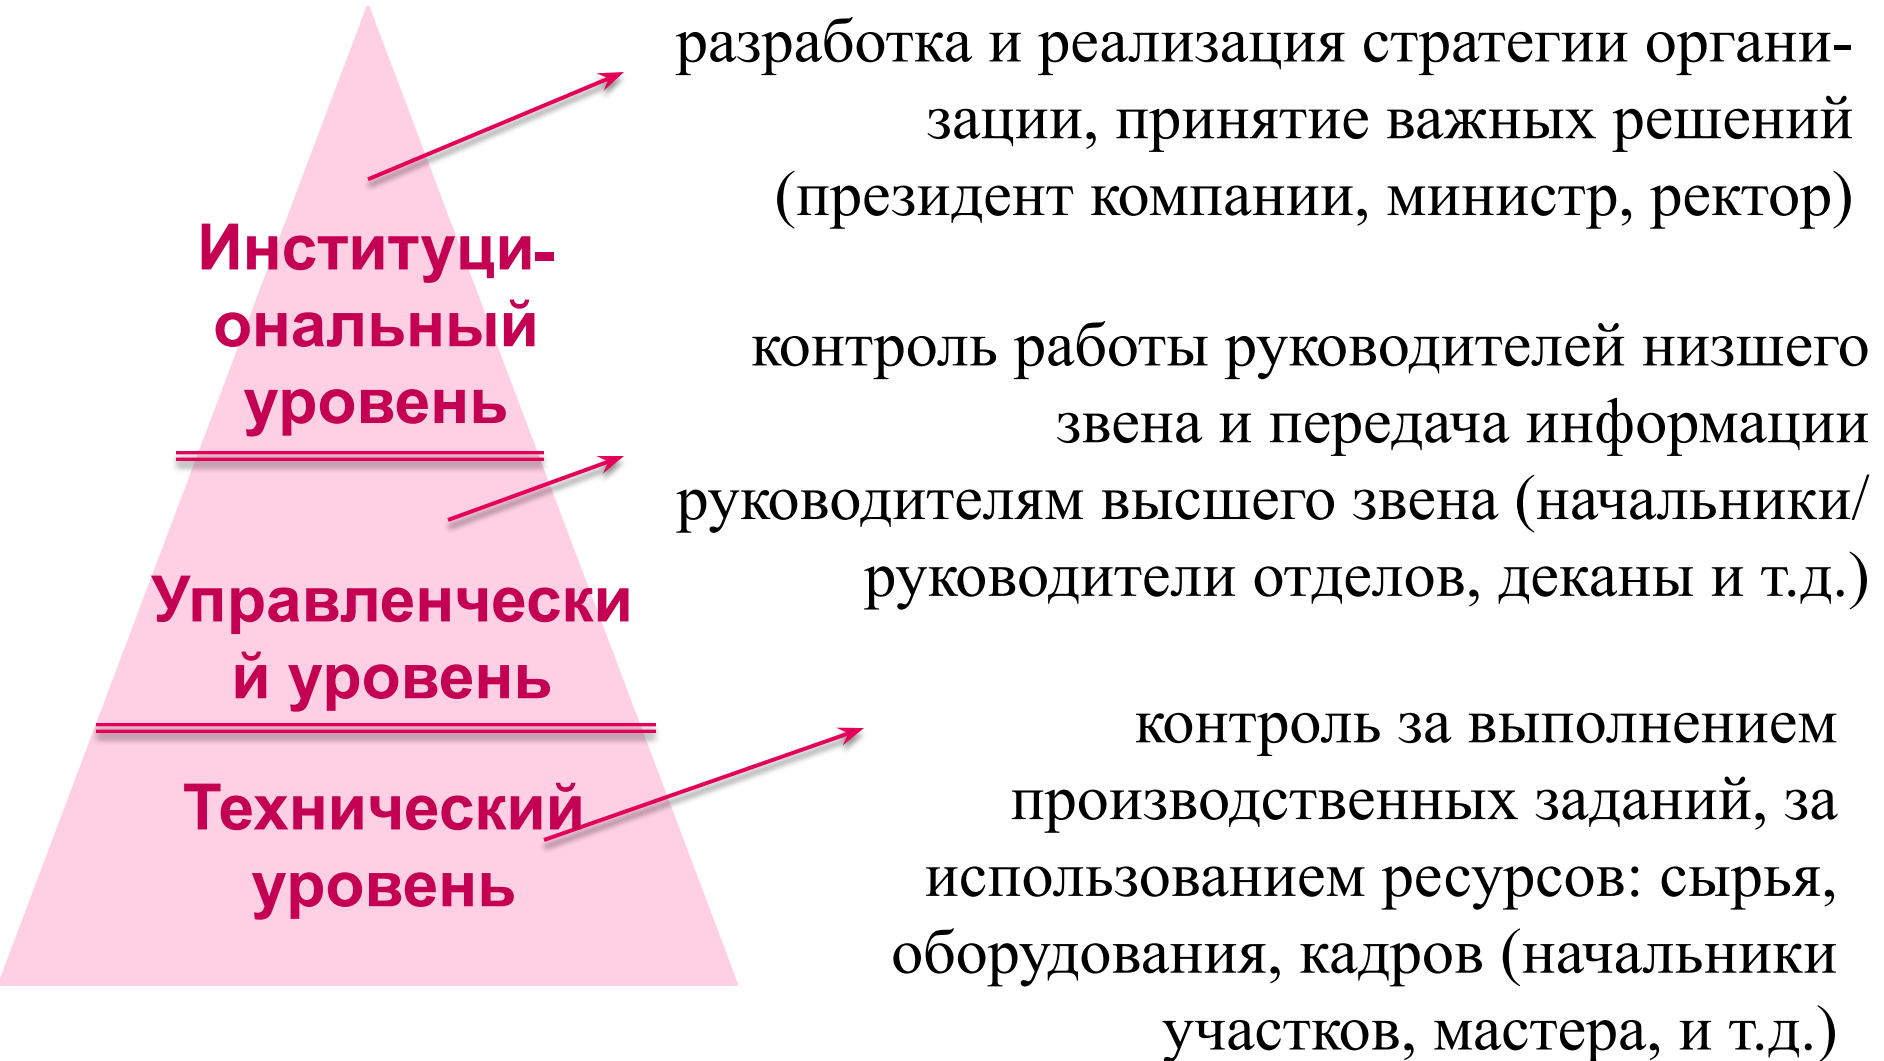 разработка и реализация стратегии органи-
зации, принятие важных решений
(президент компании, министр, ректор)
Институци-
ональный
уровень
контроль работы руководителей низшего
звена и передача информации
руководителям высшего звена (начальники/
руководители отделов, деканы и т.д.)
Управленчески
й уровень
контроль за выполнением
производственных заданий, за
использованием ресурсов: сырья,
оборудования, кадров (начальники
участков, мастера, и т.д.)
Технический
уровень